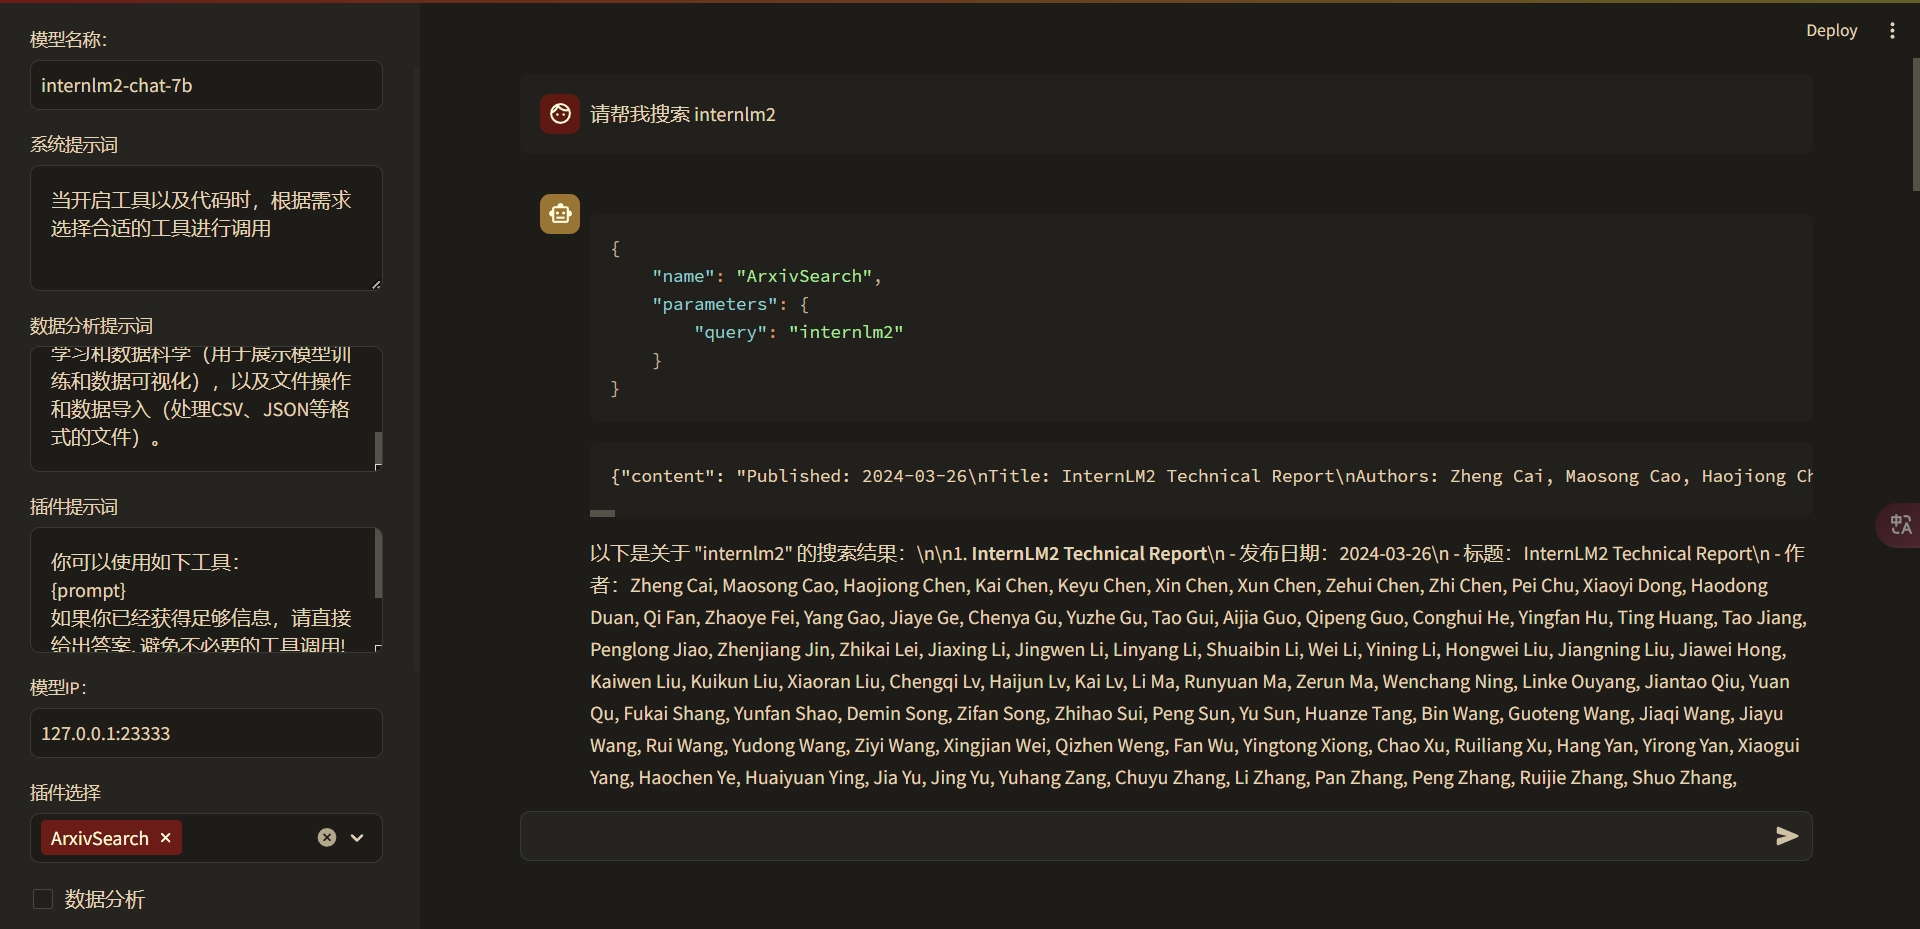 模型名称：
internlm2-chat-7b
系统提示词
当开启工具以及代码时，根据需求
选择合适的工具进行调用
数据分析提示词
学习和数据科学（用于展示模型训
练和数据可视化），以及文件操作
和数据导入（处理CSV、JSON等格
式的文件）。
插件提示词
你可以使用如下工具：
{prompt}
如果你已经获得足够信息，请直接
给出答案. 避免不必要的工具调用!
模型IP：
127.0.0.1:23333
插件选择
ArxivSearch
数据分析
Deploy
请帮我搜索 internlm2
{
    "name": "ArxivSearch",
    "parameters": {
        "query": "internlm2"
    }
}
{"content": "Published: 2024-03-26\nTitle: InternLM2 Technical Report\nAuthors: Zheng Cai, Maosong Cao, Haojiong Ch
以下是关于 "internlm2" 的搜索结果：\n\n1. InternLM2 Technical Report\n - 发布日期：2024-03-26\n - 标题：InternLM2 Technical Report\n - 作
者：Zheng Cai, Maosong Cao, Haojiong Chen, Kai Chen, Keyu Chen, Xin Chen, Xun Chen, Zehui Chen, Zhi Chen, Pei Chu, Xiaoyi Dong, Haodong
Duan, Qi Fan, Zhaoye Fei, Yang Gao, Jiaye Ge, Chenya Gu, Yuzhe Gu, Tao Gui, Aijia Guo, Qipeng Guo, Conghui He, Yingfan Hu, Ting Huang, Tao Jiang,
Penglong Jiao, Zhenjiang Jin, Zhikai Lei, Jiaxing Li, Jingwen Li, Linyang Li, Shuaibin Li, Wei Li, Yining Li, Hongwei Liu, Jiangning Liu, Jiawei Hong,
Kaiwen Liu, Kuikun Liu, Xiaoran Liu, Chengqi Lv, Haijun Lv, Kai Lv, Li Ma, Runyuan Ma, Zerun Ma, Wenchang Ning, Linke Ouyang, Jiantao Qiu, Yuan
Qu, Fukai Shang, Yunfan Shao, Demin Song, Zifan Song, Zhihao Sui, Peng Sun, Yu Sun, Huanze Tang, Bin Wang, Guoteng Wang, Jiaqi Wang, Jiayu
Wang, Rui Wang, Yudong Wang, Ziyi Wang, Xingjian Wei, Qizhen Weng, Fan Wu, Yingtong Xiong, Chao Xu, Ruiliang Xu, Hang Yan, Yirong Yan, Xiaogui
Yang, Haochen Ye, Huaiyuan Ying, Jia Yu, Jing Yu, Yuhang Zang, Chuyu Zhang, Li Zhang, Pan Zhang, Peng Zhang, Ruijie Zhang, Shuo Zhang,
中A